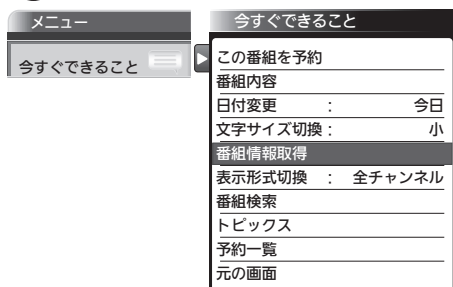 メニュー
今すぐできること
今すぐできること
この番組を予約
番組内容
日付変更 : 今日
文字サイズ切換 : 小
番組情報取得
表示形式切換 : 全チャンネル
番組検索
トピックス
予約一覧
元の画面